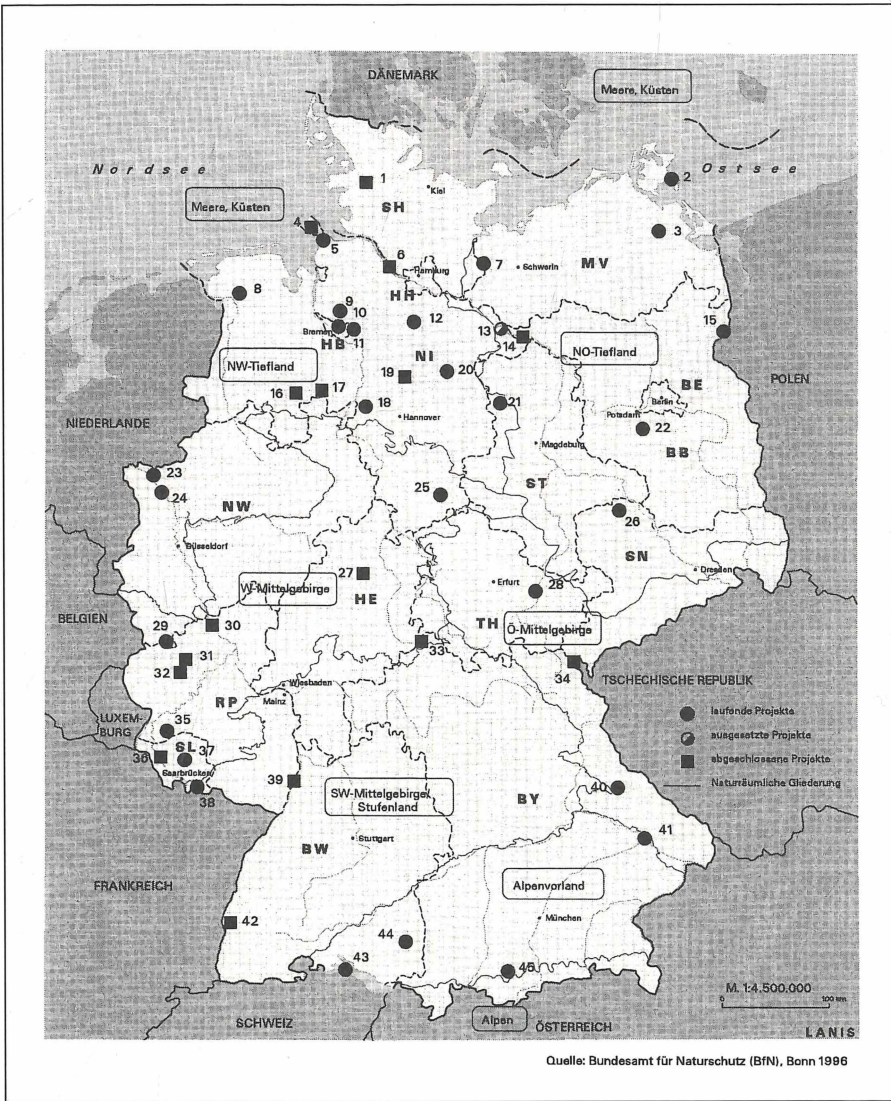 DÄNEMARK
Meere, Küsten
Nordsee
Ostsee
1
2
Kiel
SH
Meere, Küsten
3
4
5
6
7
Hamburg
Schwerin
MV
8
HH
9
10
12
13
15
Bremen
11
14
HB
NI
NO-Tiefland
NW-Tiefland
19
20
BE
POLEN
16
17
18
21
Berlin
Hannover
Potsdam
22
NIEDERLANDE
Magdeburg
BB
23
24
ST
NW
25
26
Düsseldorf
SN
27
Erfurt
28
Dresden
W-Mittelgebirge
HE
BELGIEN
TH
Ö-Mittelgebirge
29
30
33
31
34
32
TSCHECHISCHE REPUBLIK
Wiesbaden
RP
Mainz
laufende Projekte
LUXEM-
BURG
35
ausgesetzte Projekte
SL
36
37
abgeschlossene Projekte
Saarbrücken
39
Naturräumliche Gliederung
38
SW-Mittelgebirge/
Stufenland
BY
40
41
Stuttgart
BW
FRANKREICH
Alpenvorland
München
42
44
43
45
M. 1:4.500.000
0 100 km
SCHWEIZ
Alpen
ÖSTERREICH
LANIS
Quelle: Bundesamt für Naturschutz (BfN), Bonn 1996